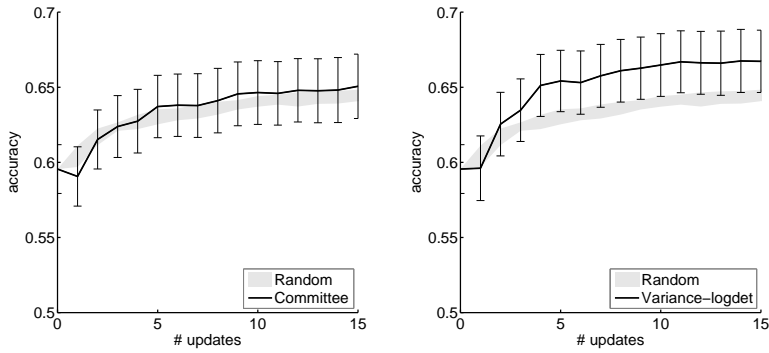 0.7
0.65
0.6
0.55
0.5
accuracy
0 5 10 15
# updates
Random
Committee
0.7
0.65
0.6
0.55
0.5
accuracy
0 5 10 15
# updates
Random
Variance−logdet